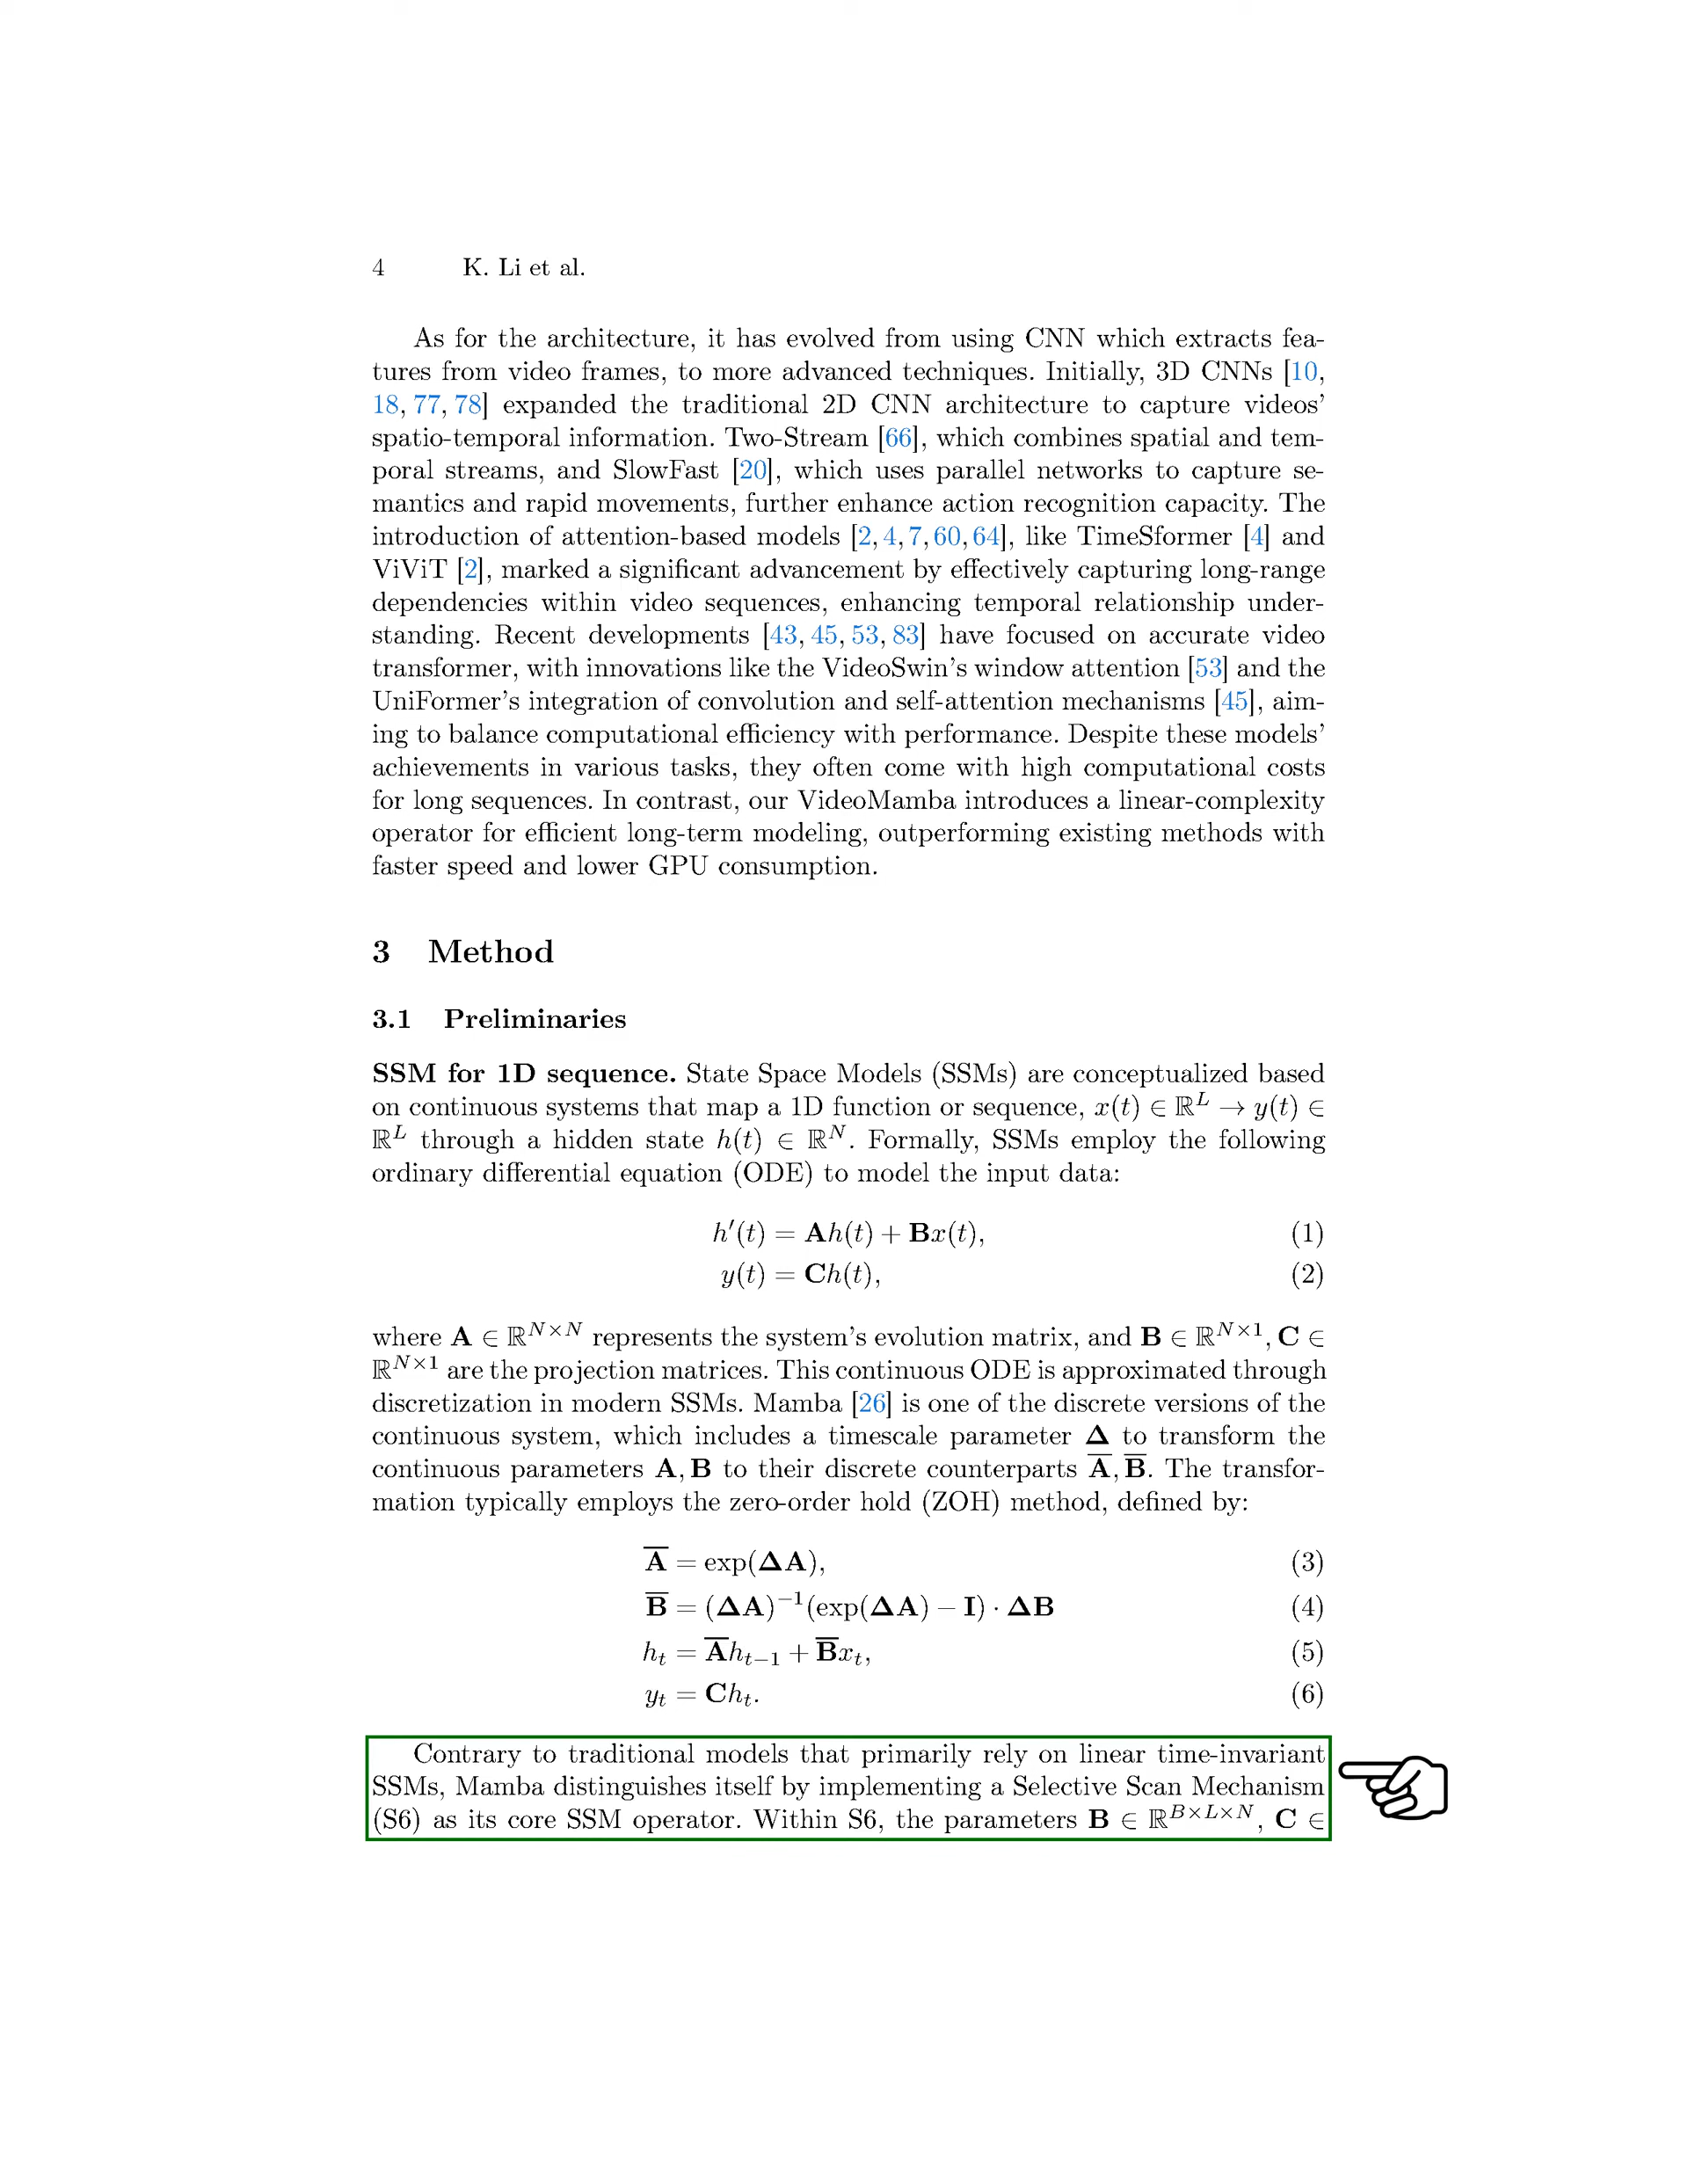 4 K. Li et al.
As for the architecture, it has evolved from using CNN which extracts fea-
tures from video frames, to more advanced techniques. Initially, 3D CNNs [10,
18, 77, 78] expanded the traditional 2D CNN architecture to capture videos’
spatio-temporal information. Two-Stream [66], which combines spatial and tem-
poral streams, and SlowFast [20], which uses parallel networks to capture se-
mantics and rapid movements, further enhance action recognition capacity. The
introduction of attention-based models [2, 4, 7, 60, 64], like TimeSformer [4] and
ViViT [2], marked a significant advancement by effectively capturing long-range
dependencies within video sequences, enhancing temporal relationship under-
standing. Recent developments [43, 45, 53, 83] have focused on accurate video
transformer, with innovations like the VideoSwin’s window attention [53] and the
UniFormer’s integration of convolution and self-attention mechanisms [45], aim-
ing to balance computational efficiency with performance. Despite these models’
achievements in various tasks, they often come with high computational costs
for long sequences. In contrast, our VideoMamba introduces a linear-complexity
operator for efficient long-term modeling, outperforming existing methods with
faster speed and lower GPU consumption.
3 Method
3.1 Preliminaries
SSM for 1D sequence. State Space Models (SSMs) are conceptualized based
on continuous systems that map a 1D function or sequence, x(t) ∈ ℝ^L → y(t) ∈
ℝ^L through a hidden state h(t) ∈ ℝ^N. Formally, SSMs employ the following
ordinary differential equation (ODE) to model the input data:
h′(t) = Ah(t) + Bx(t), (1)
y(t) = Ch(t), (2)
where A ∈ ℝ^{N×N} represents the system’s evolution matrix, and B ∈ ℝ^{N×1}, C ∈
ℝ^{N×1} are the projection matrices. This continuous ODE is approximated through
discretization in modern SSMs. Mamba [26] is one of the discrete versions of the
continuous system, which includes a timescale parameter Δ to transform the
continuous parameters A, B to their discrete counterparts A̅, B̅. The transfor-
mation typically employs the zero-order hold (ZOH) method, defined by:
A̅ = exp(ΔA), (3)
B̅ = (ΔA)^{−1}(exp(ΔA) − I) · ΔB (4)
h_t = A̅h_{t−1} + B̅x_t, (5)
y_t = Ch_t. (6)
Contrary to traditional models that primarily rely on linear time-invariant
SSMs, Mamba distinguishes itself by implementing a Selective Scan Mechanism
(S6) as its core SSM operator. Within S6, the parameters B ∈ ℝ^{B×L×N}, C ∈